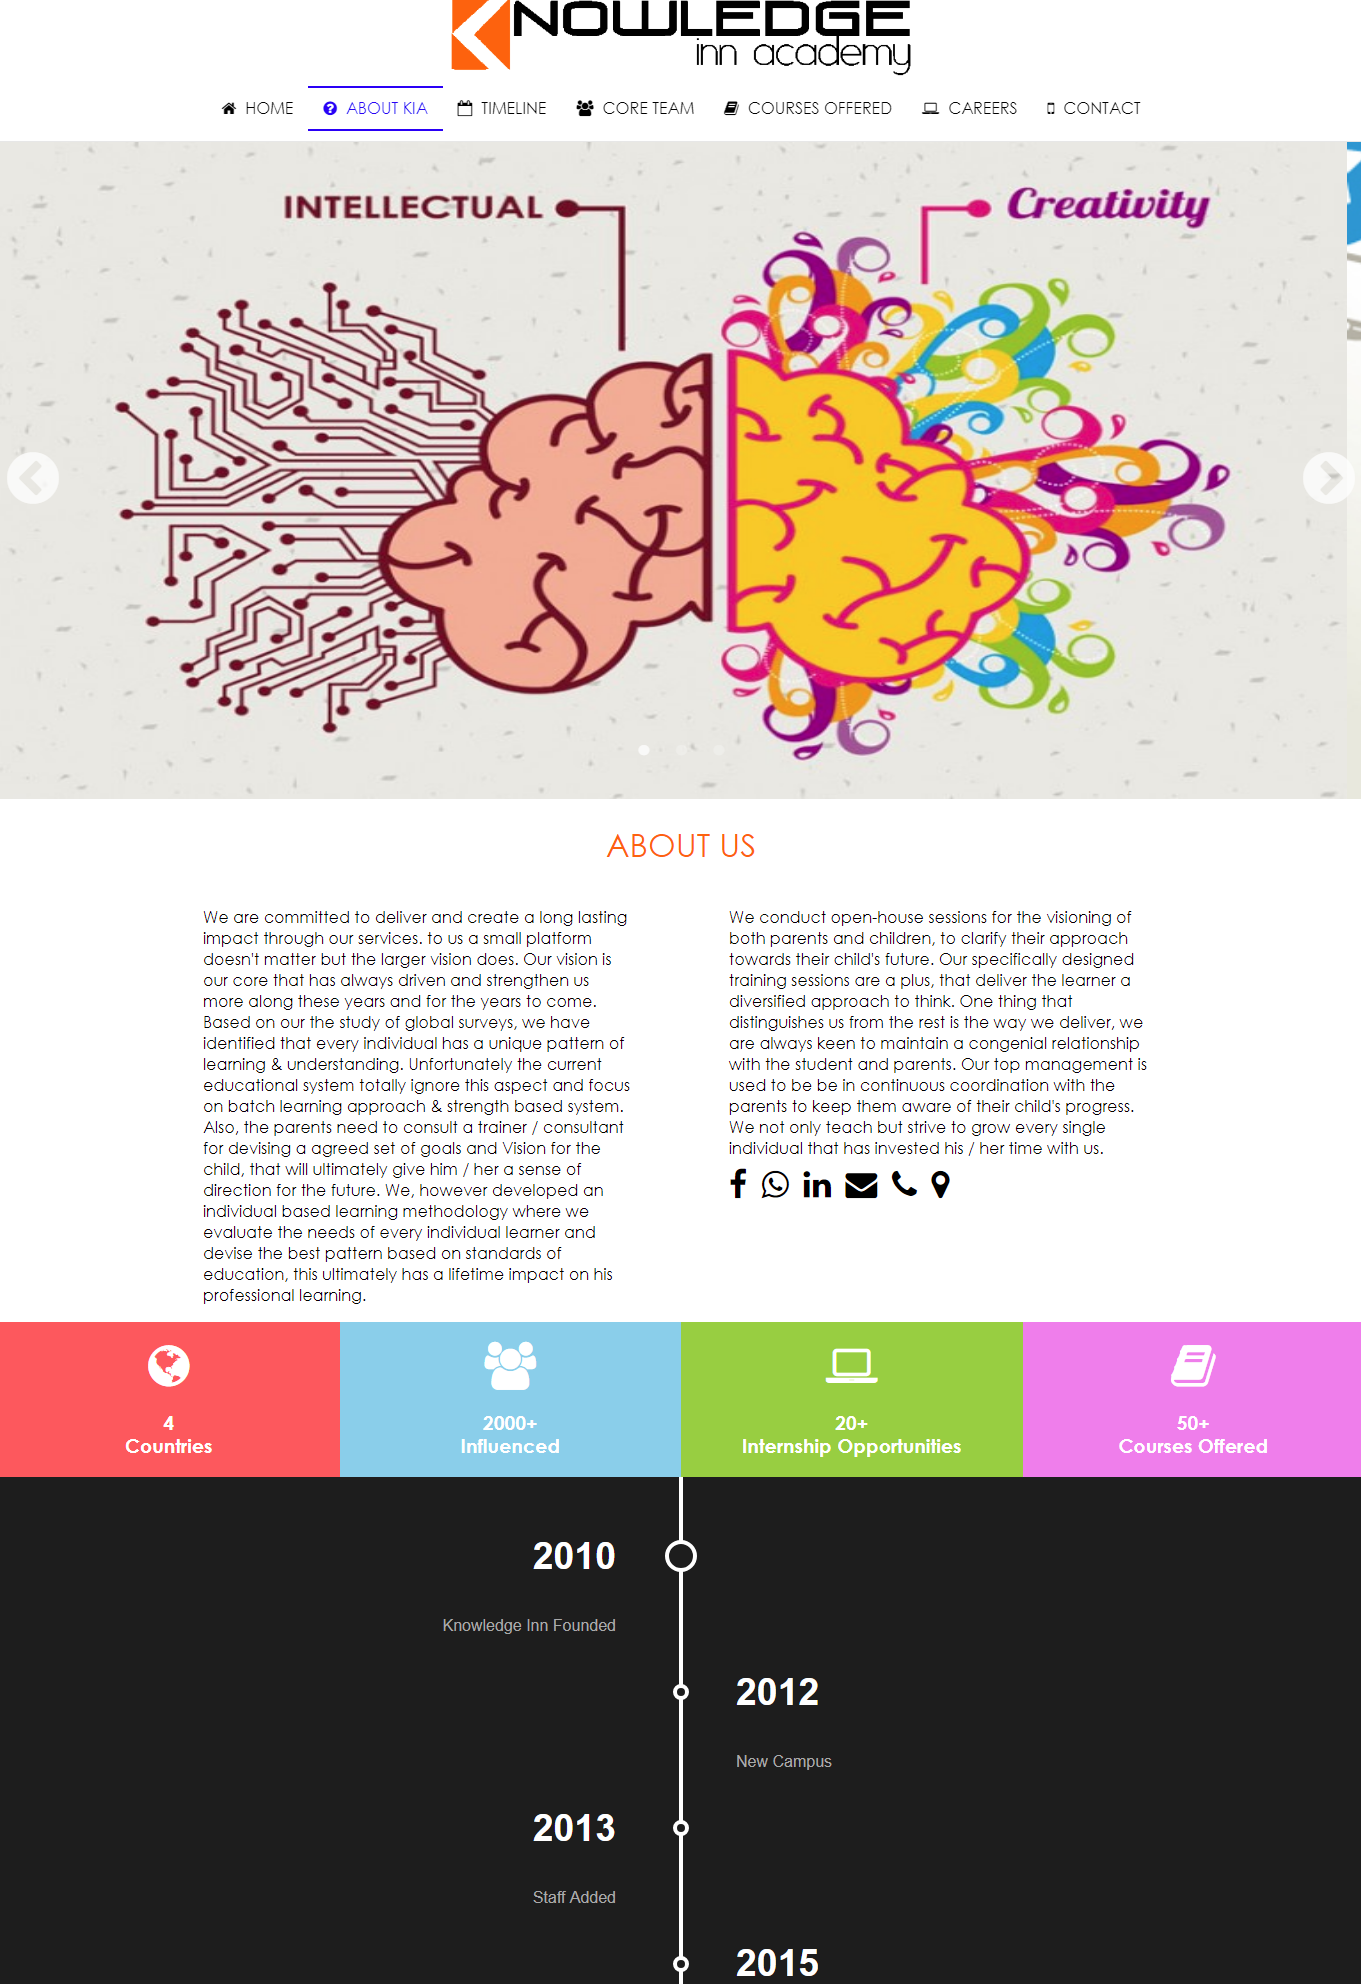 KNOWLEDGE
inn academy
HOME ABOUT KIA TIMELINE CORE TEAM COURSES OFFERED CAREERS CONTACT
INTELLECTUAL
Creativity
ABOUT US
We are committed to deliver and create a long lasting
impact through our services. to us a small platform
doesn't matter but the larger vision does. Our vision is
our core that has always driven and strengthen us
more along these years and for the years to come.
Based on our the study of global surveys, we have
identified that every individual has a unique pattern of
learning & understanding. Unfortunately the current
educational system totally ignore this aspect and focus
on batch learning approach & strength based system.
Also, the parents need to consult a trainer / consultant
for devising a agreed set of goals and Vision for the
child, that will ultimately give him / her a sense of
direction for the future. We, however developed an
individual based learning methodology where we
evaluate the needs of every individual learner and
devise the best pattern based on standards of
education, this ultimately has a lifetime impact on his
professional learning.
We conduct open-house sessions for the visioning of
both parents and children, to clarify their approach
towards their child's future. Our specifically designed
training sessions are a plus, that deliver the learner a
diversified approach to think. One thing that
distinguishes us from the rest is the way we deliver, we
are always keen to maintain a congenial relationship
with the student and parents. Our top management is
used to be be in continuous coordination with the
parents to keep them aware of their child's progress.
We not only teach but strive to grow every single
individual that has invested his / her time with us.
4
Countries
2000+
Influenced
20+
Internship Opportunities
50+
Courses Offered
2010
Knowledge Inn Founded
2012
New Campus
2013
Staff Added
2015